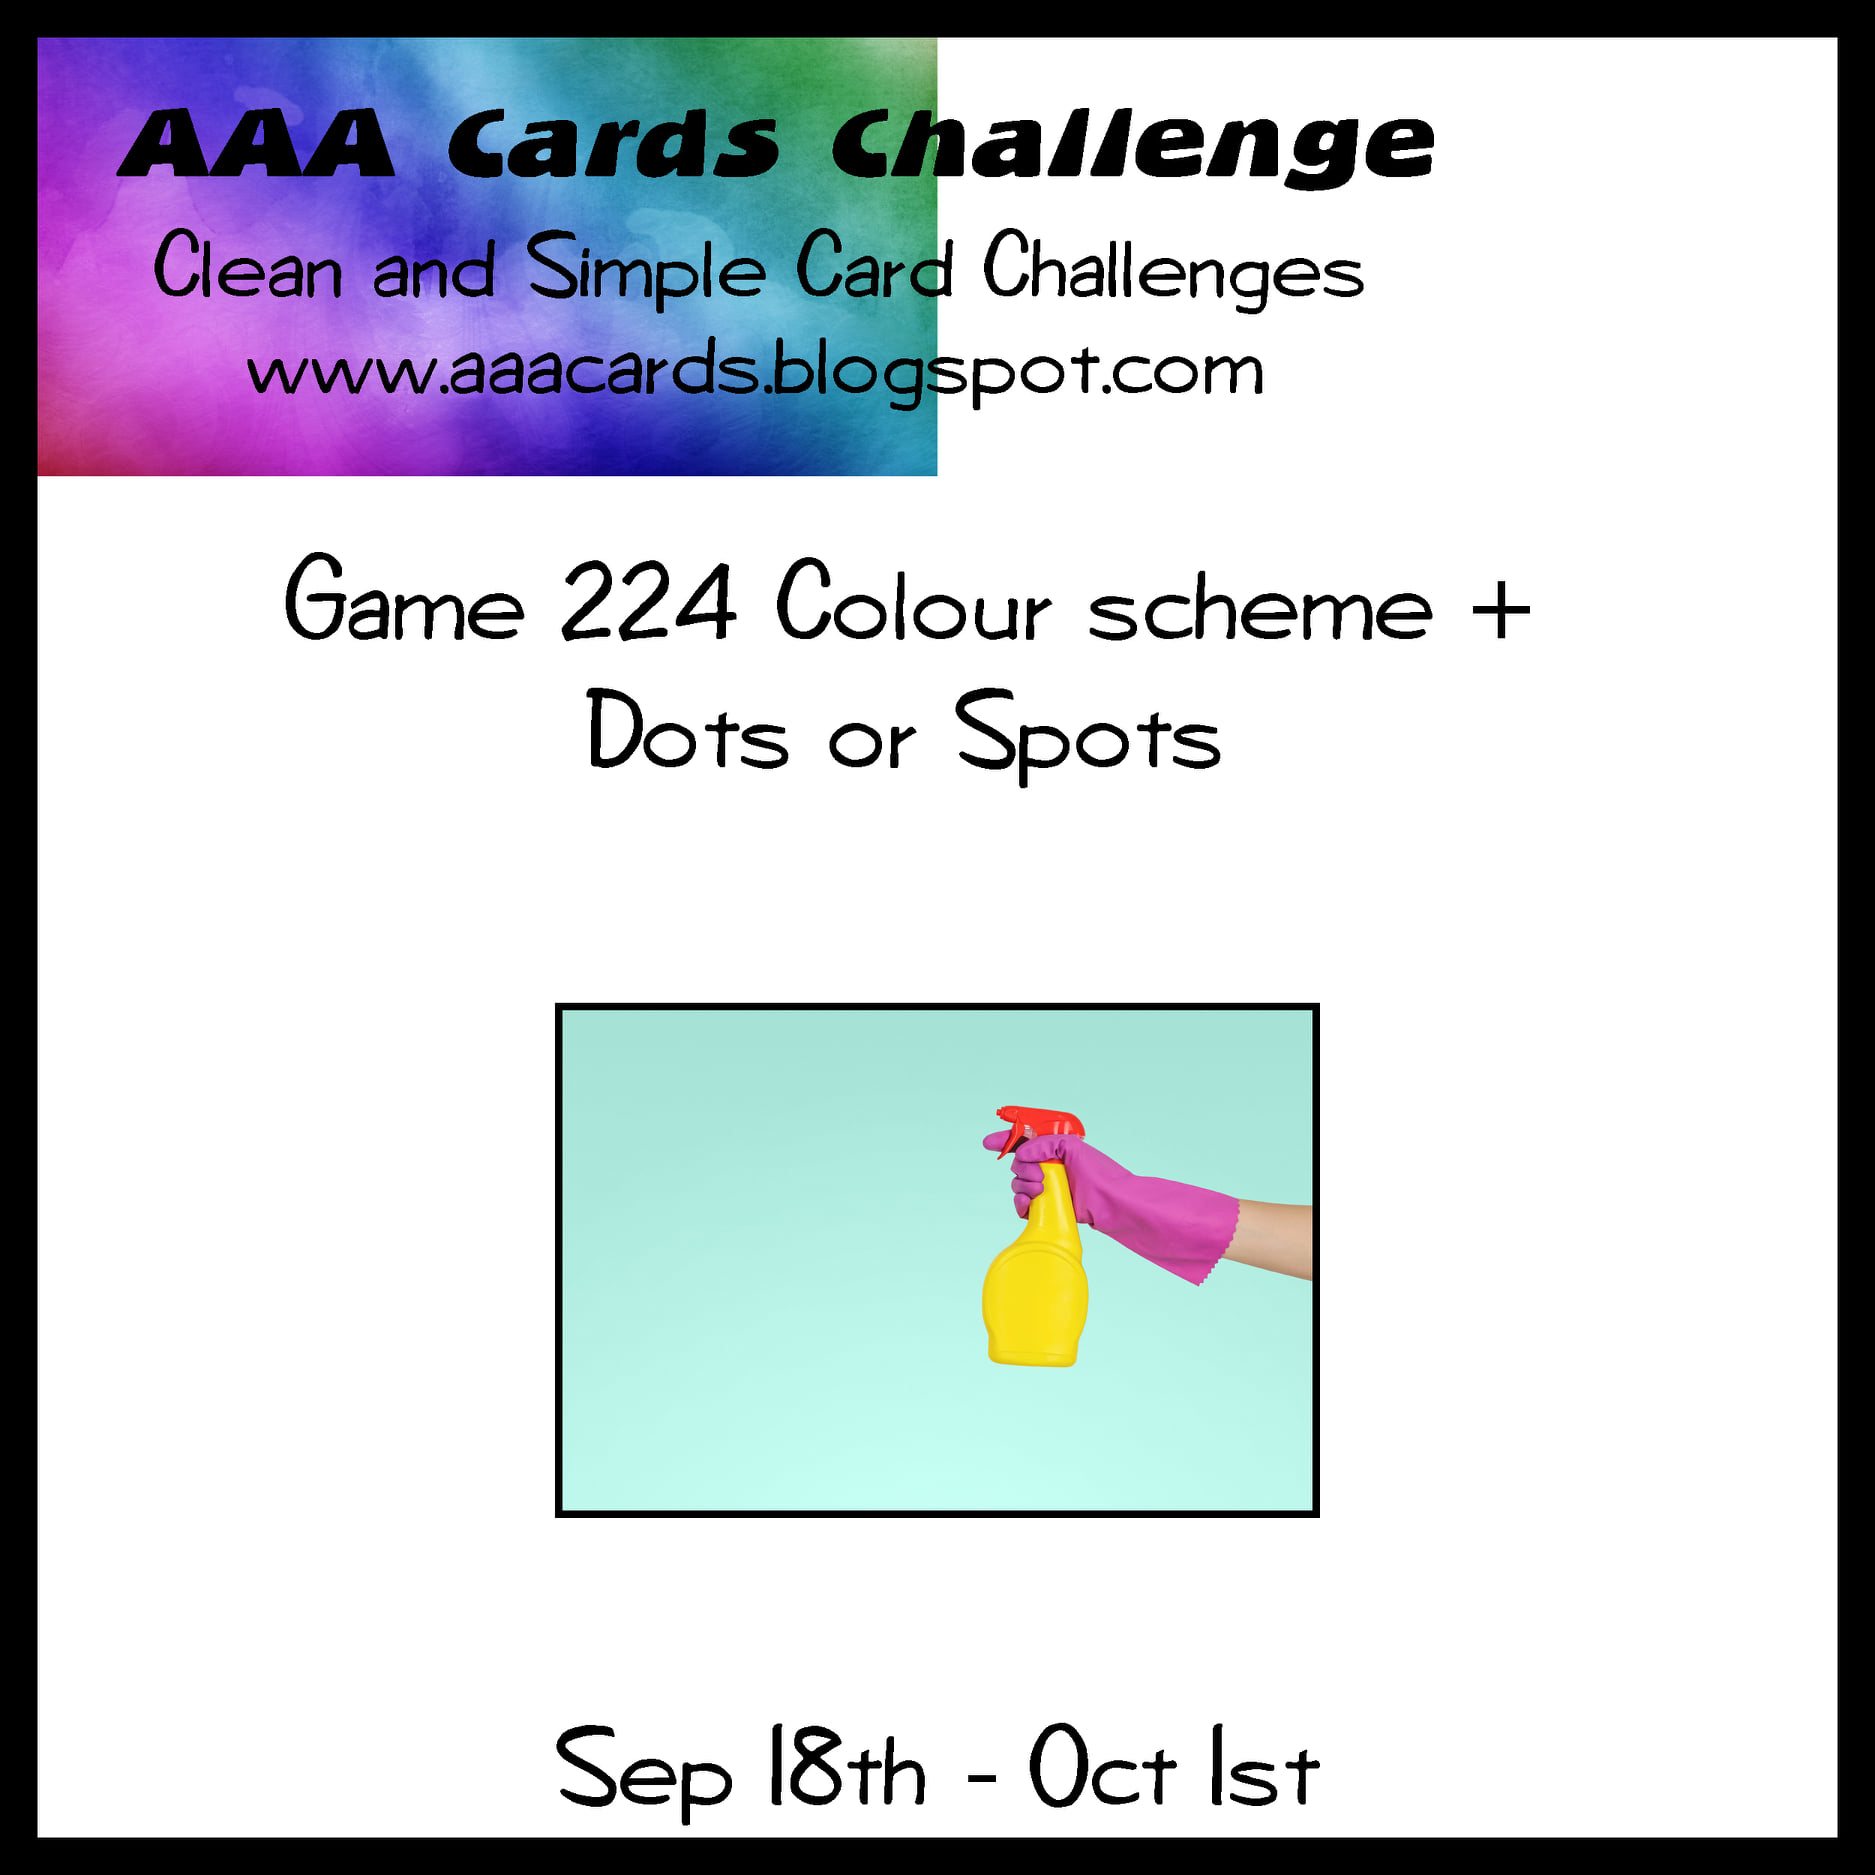 AAA Cards Challenge
Clean and Simple Card Challenges
www.aaacards.blogspot.com
Game 224 Colour scheme +
Dots or Spots
Sep 18th - Oct 1st